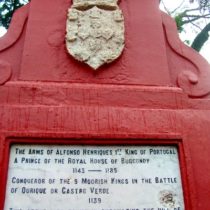 The Arms of Alfonso Henriques 1st King of Portugal
A Prince of the Royal House of Burgundy
1143 — 1185
Conqueror of the 5 Moorish Kings in the Battle
of Ourique or Castro Verde
1139